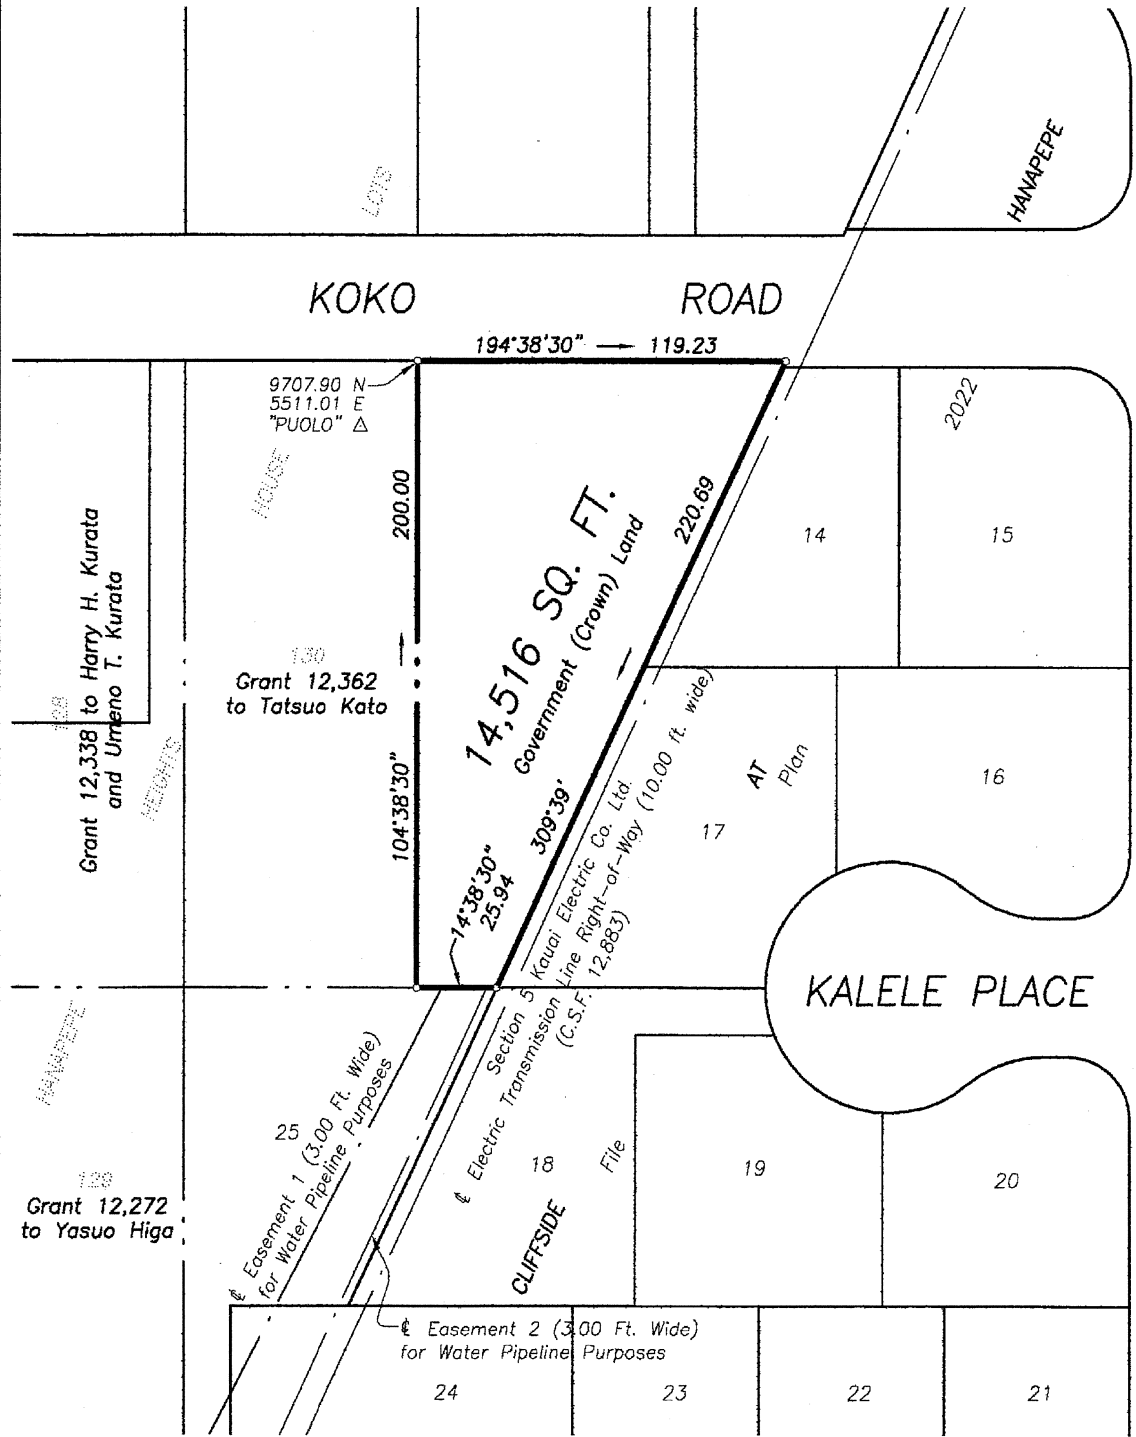 LOTS
HANAPEPE
KOKO ROAD
194°38'30" 119.23
9707.90 N
5511.01 E
"PUOLO" △
HOUSE
200.00
104°38'30"
14,516 SQ. FT.
Government (Crown) Land
220.69
309°39'
14°38'30"
25.94
2022
14
15
Grant 12,338 to Harry H. Kurata
and Umeno T. Kurata
128
HEIGHTS
130
Grant 12,362
to Tatsuo Kato
Section 5 Kauai Electric Co. Ltd.
℄ Electric Transmission Line Right-of-Way (10.00 ft. wide)
(C.S.F. 12,883)
AT
Plan
16
17
KALELE PLACE
HANAPEPE
25
℄ Easement 1 (3.00 Ft. Wide)
for Water Pipeline Purposes
129
Grant 12,272
to Yasuo Higa
18
File
CLIFFSIDE
19
20
℄ Easement 2 (3.00 Ft. Wide)
for Water Pipeline Purposes
24
23
22
21